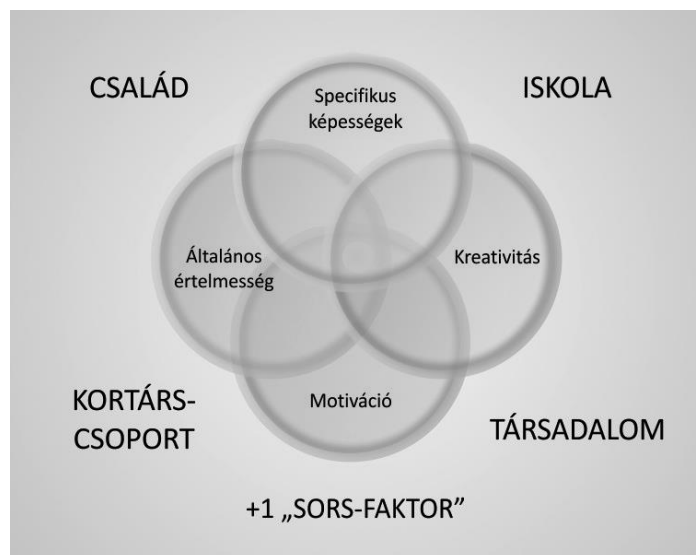 CSALÁD
ISKOLA
Specifikus
képességek
Általános
értelmesség
Kreativitás
Motiváció
KORTÁRS-
CSOPORT
TÁRSADALOM
+1 „SORS-FAKTOR”